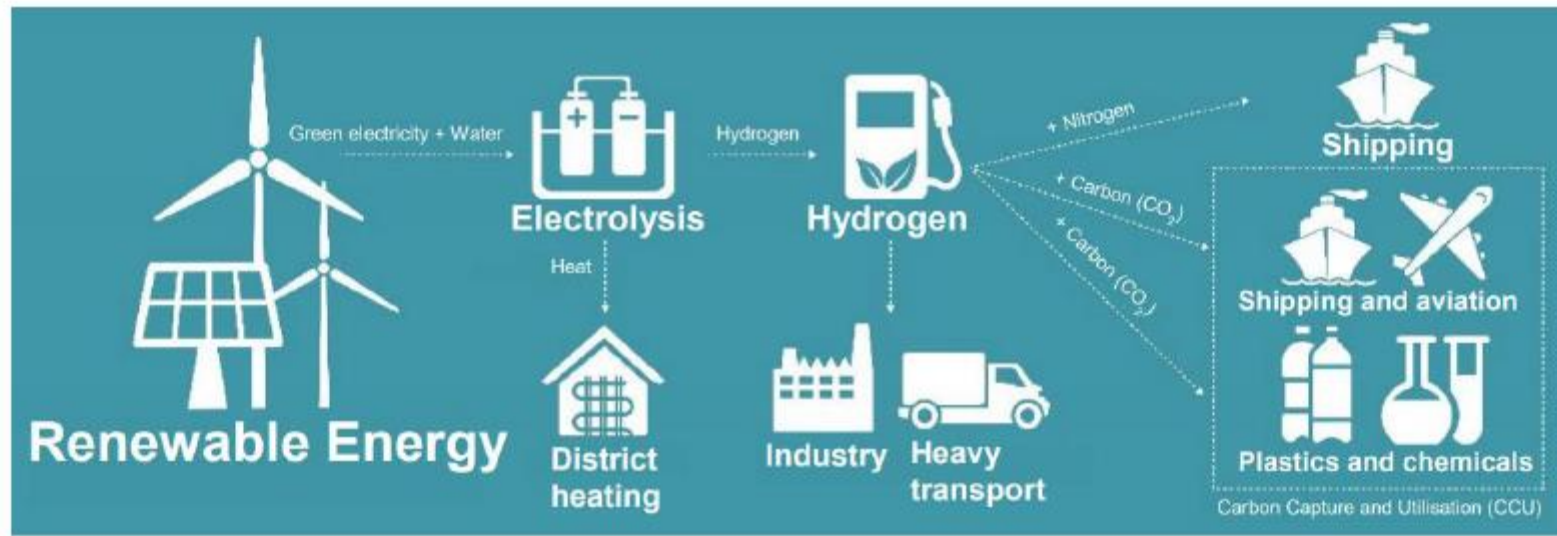 Renewable Energy
Green electricity + Water
+ –
Electrolysis
Heat
District
heating
Hydrogen
Hydrogen
Industry
Heavy
transport
+ Nitrogen
Shipping
+ Carbon (CO₂)
+ Carbon (CO₂)
Shipping and aviation
Plastics and chemicals
Carbon Capture and Utilisation (CCU)